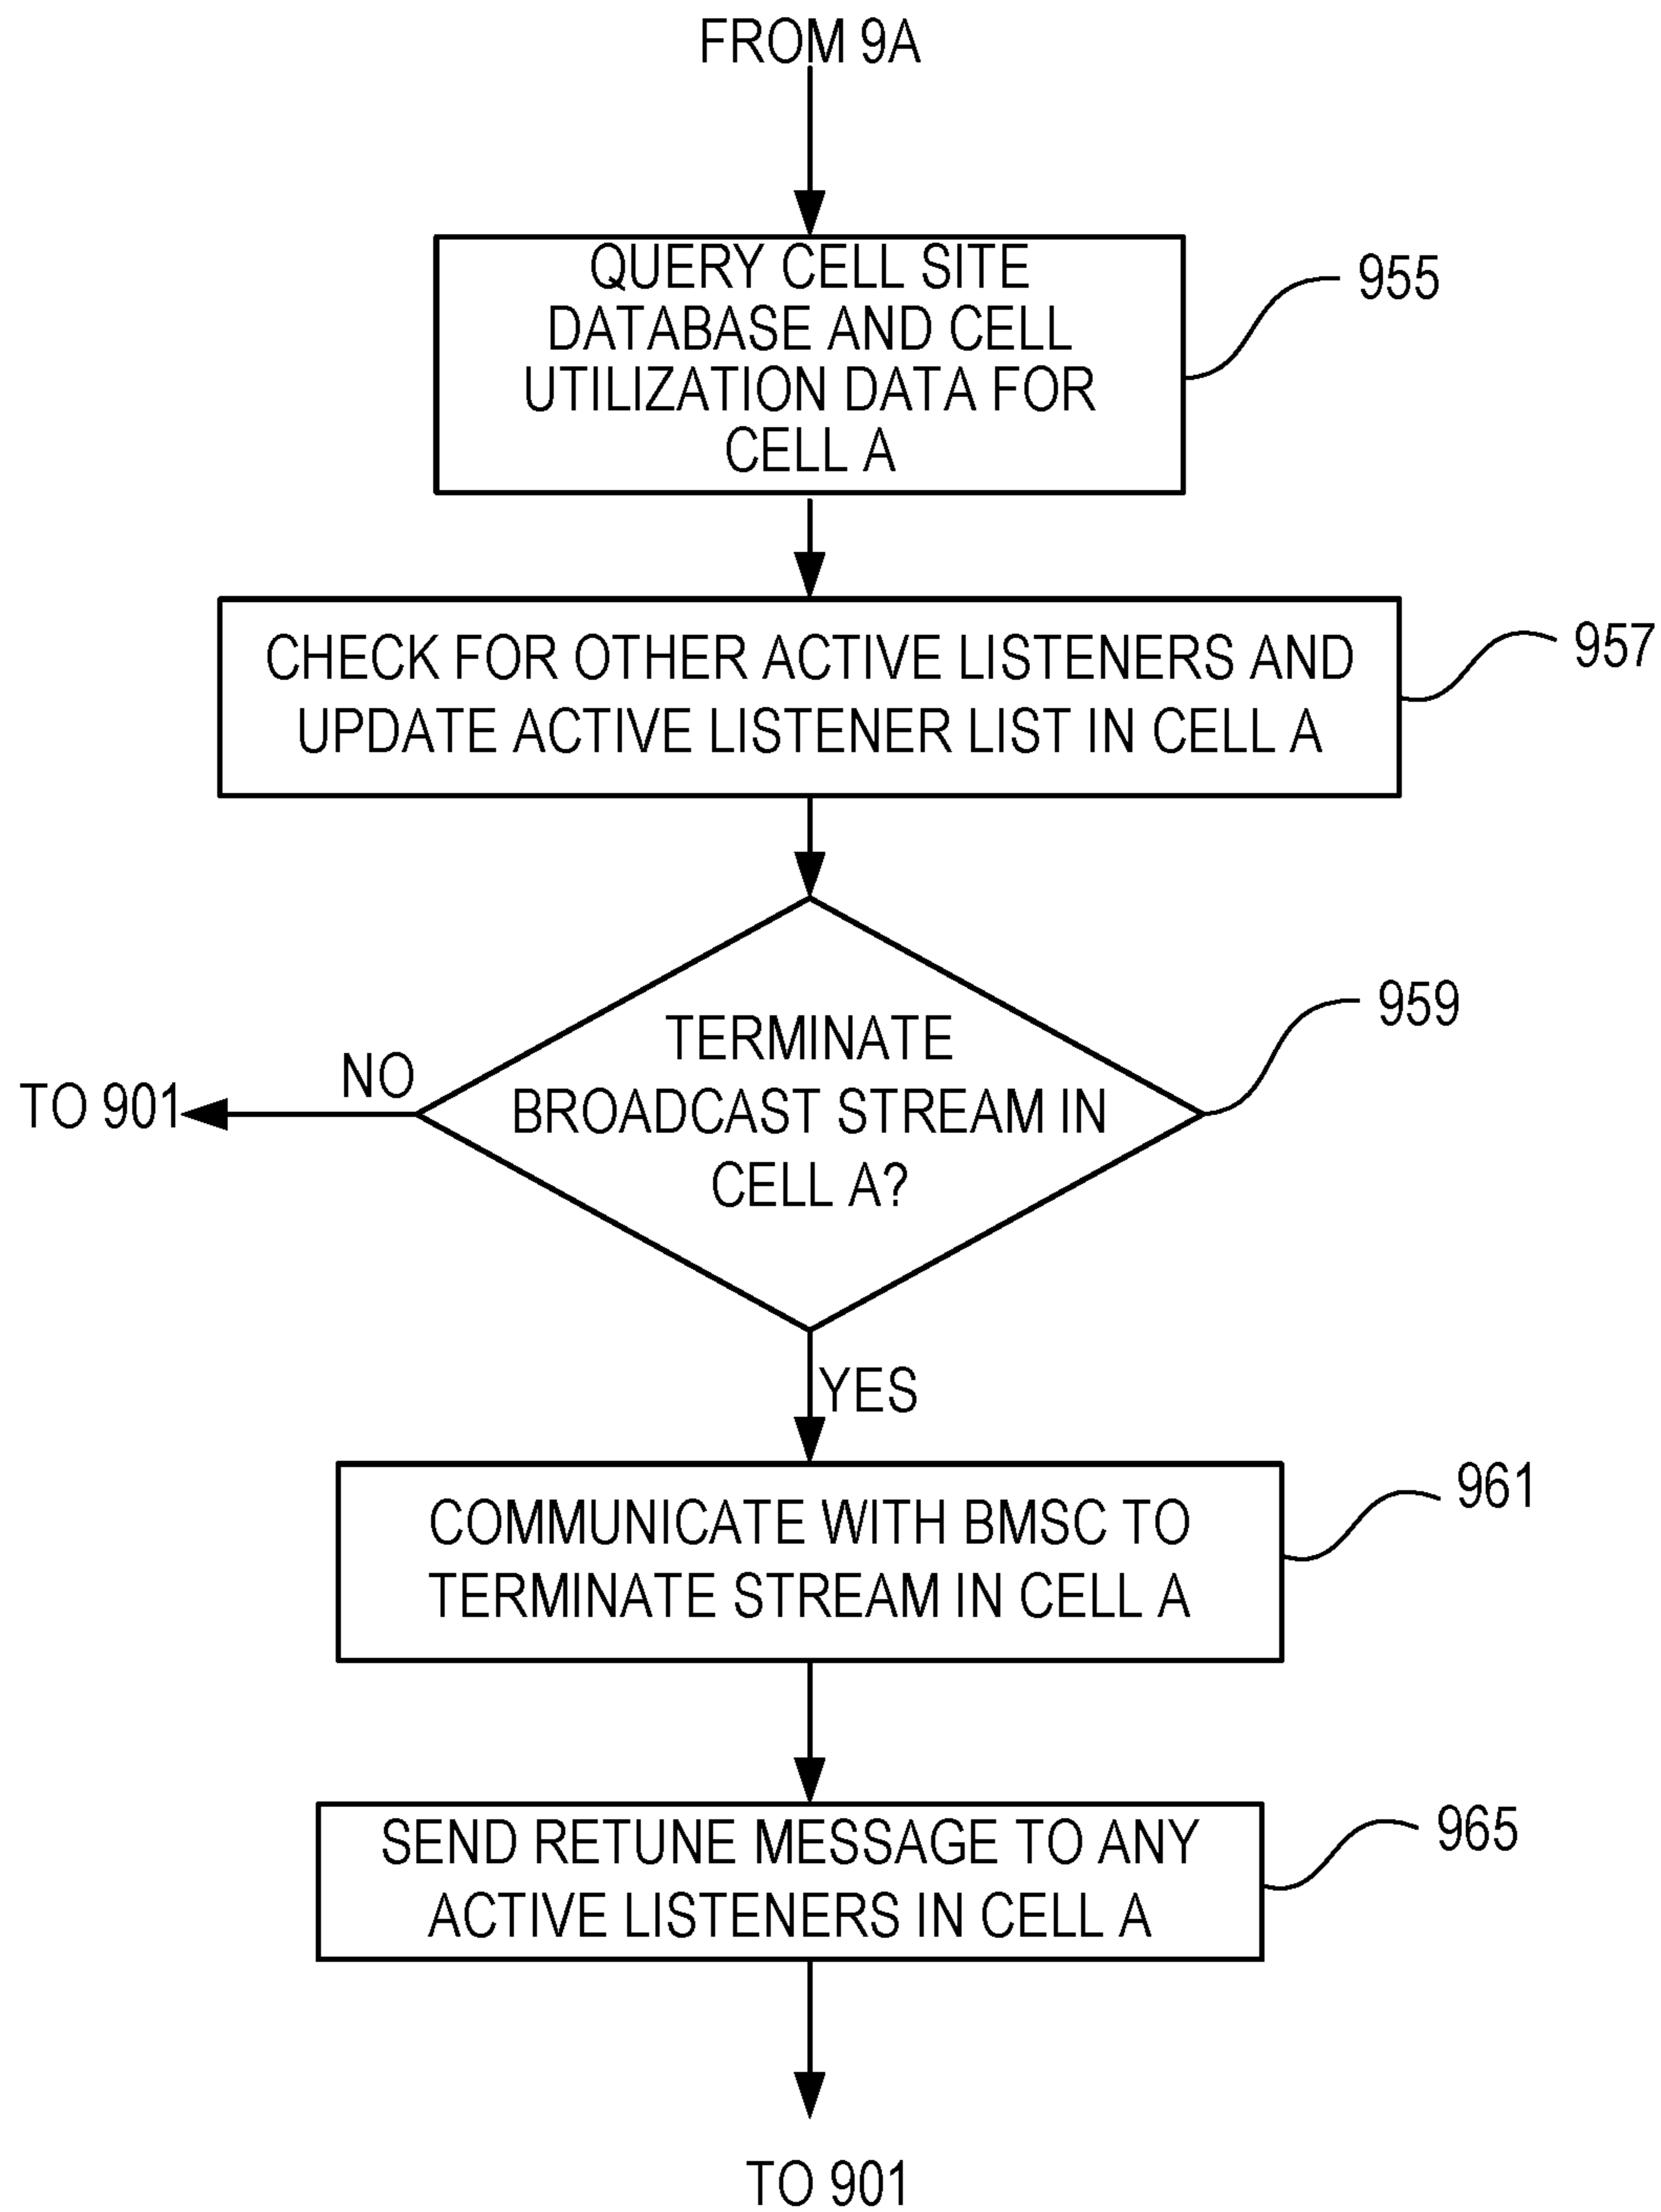 FROM 9A
QUERY CELL SITE
DATABASE AND CELL
UTILIZATION DATA FOR
CELL A
955
CHECK FOR OTHER ACTIVE LISTENERS AND
UPDATE ACTIVE LISTENER LIST IN CELL A
957
TERMINATE
BROADCAST STREAM IN
CELL A?
959
NO
TO 901
YES
COMMUNICATE WITH BMSC TO
TERMINATE STREAM IN CELL A
961
SEND RETUNE MESSAGE TO ANY
ACTIVE LISTENERS IN CELL A
965
TO 901